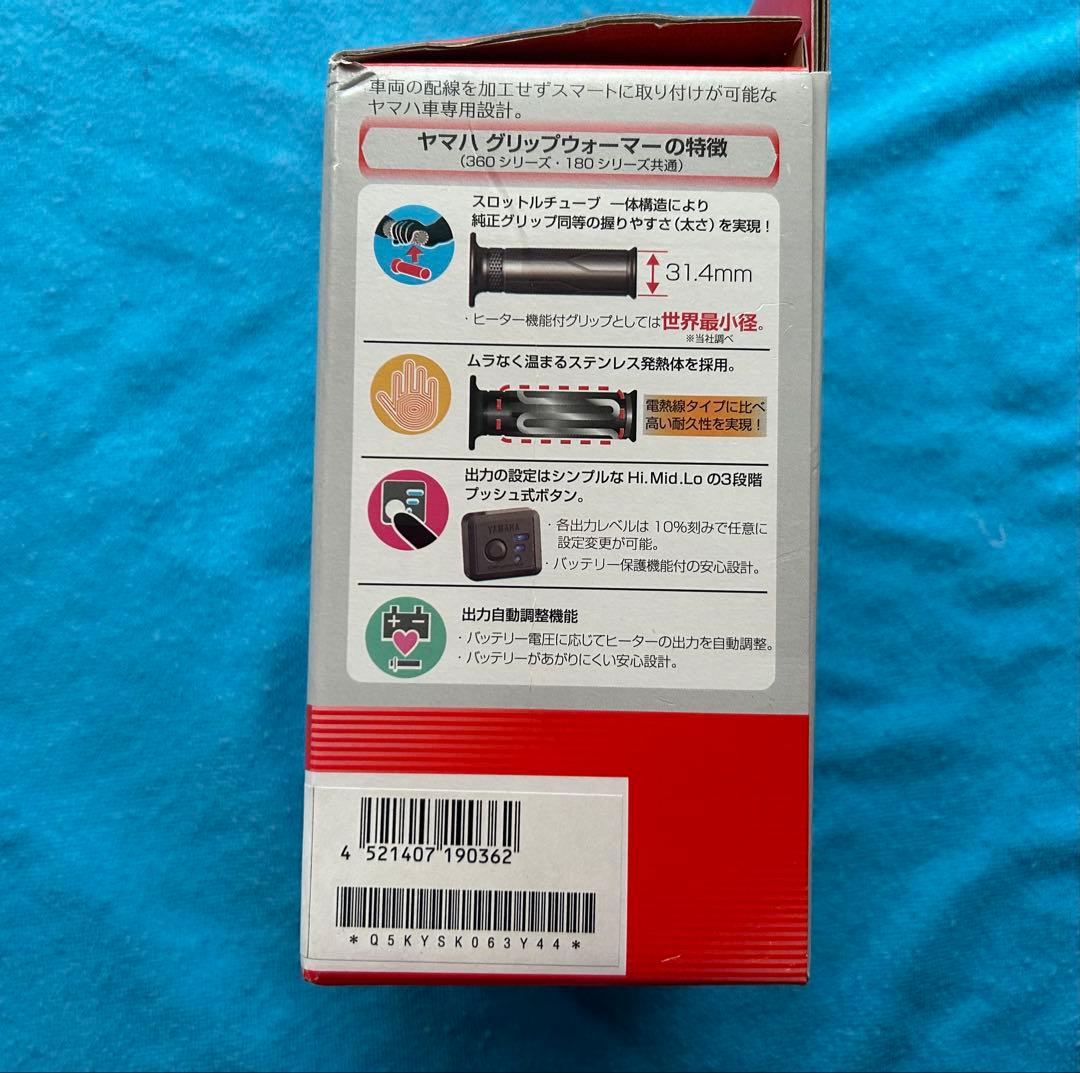 車両の配線を加工せずスマートに取り付けが可能な
ヤマハ車専用設計。
ヤマハ グリップウォーマーの特徴
(360 シリーズ・180 シリーズ共通)
スロットルチューブ 一体構造により
純正グリップ同等の握りやすさ(太さ)を実現!
31.4mm
・ヒーター機能付グリップとしては世界最小径。
※当社調べ
ムラなく温まるステンレス発熱体を採用。
電熱線タイプに比べ
高い耐久性を実現!
出力の設定はシンプルな Hi.Mid.Lo の3段階
プッシュ式ボタン。
YAMAHA
・各出力レベルは 10%刻みで任意に
設定変更が可能。
・バッテリー保護機能付の安心設計。
出力自動調整機能
・バッテリー電圧に応じてヒーターの出力を自動調整。
・バッテリーがあがりにくい安心設計。
4 521407 190362
*Q5KYSK063Y44*